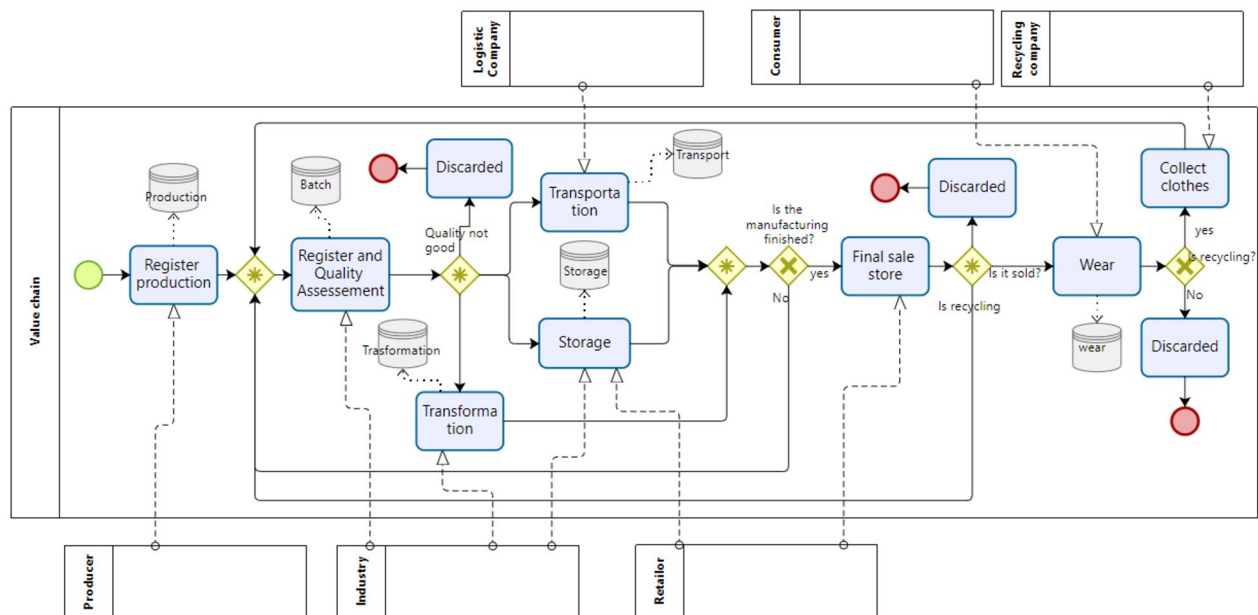 Logistic
Company
Consumer
Recycling
company
Value chain
Production
Register
production
Batch
Register and
Quality
Assessement
Discarded
Quality not
good
Transporta
tion
Transport
Storage
Storage
Trasformation
Transforma
tion
Is the
manufacturing
finished?
yes
No
Final sale
store
Discarded
Is it sold?
Is recycling
Wear
wear
Collect
clothes
yes
Is recycling?
No
Discarded
Producer
Industry
Retailor